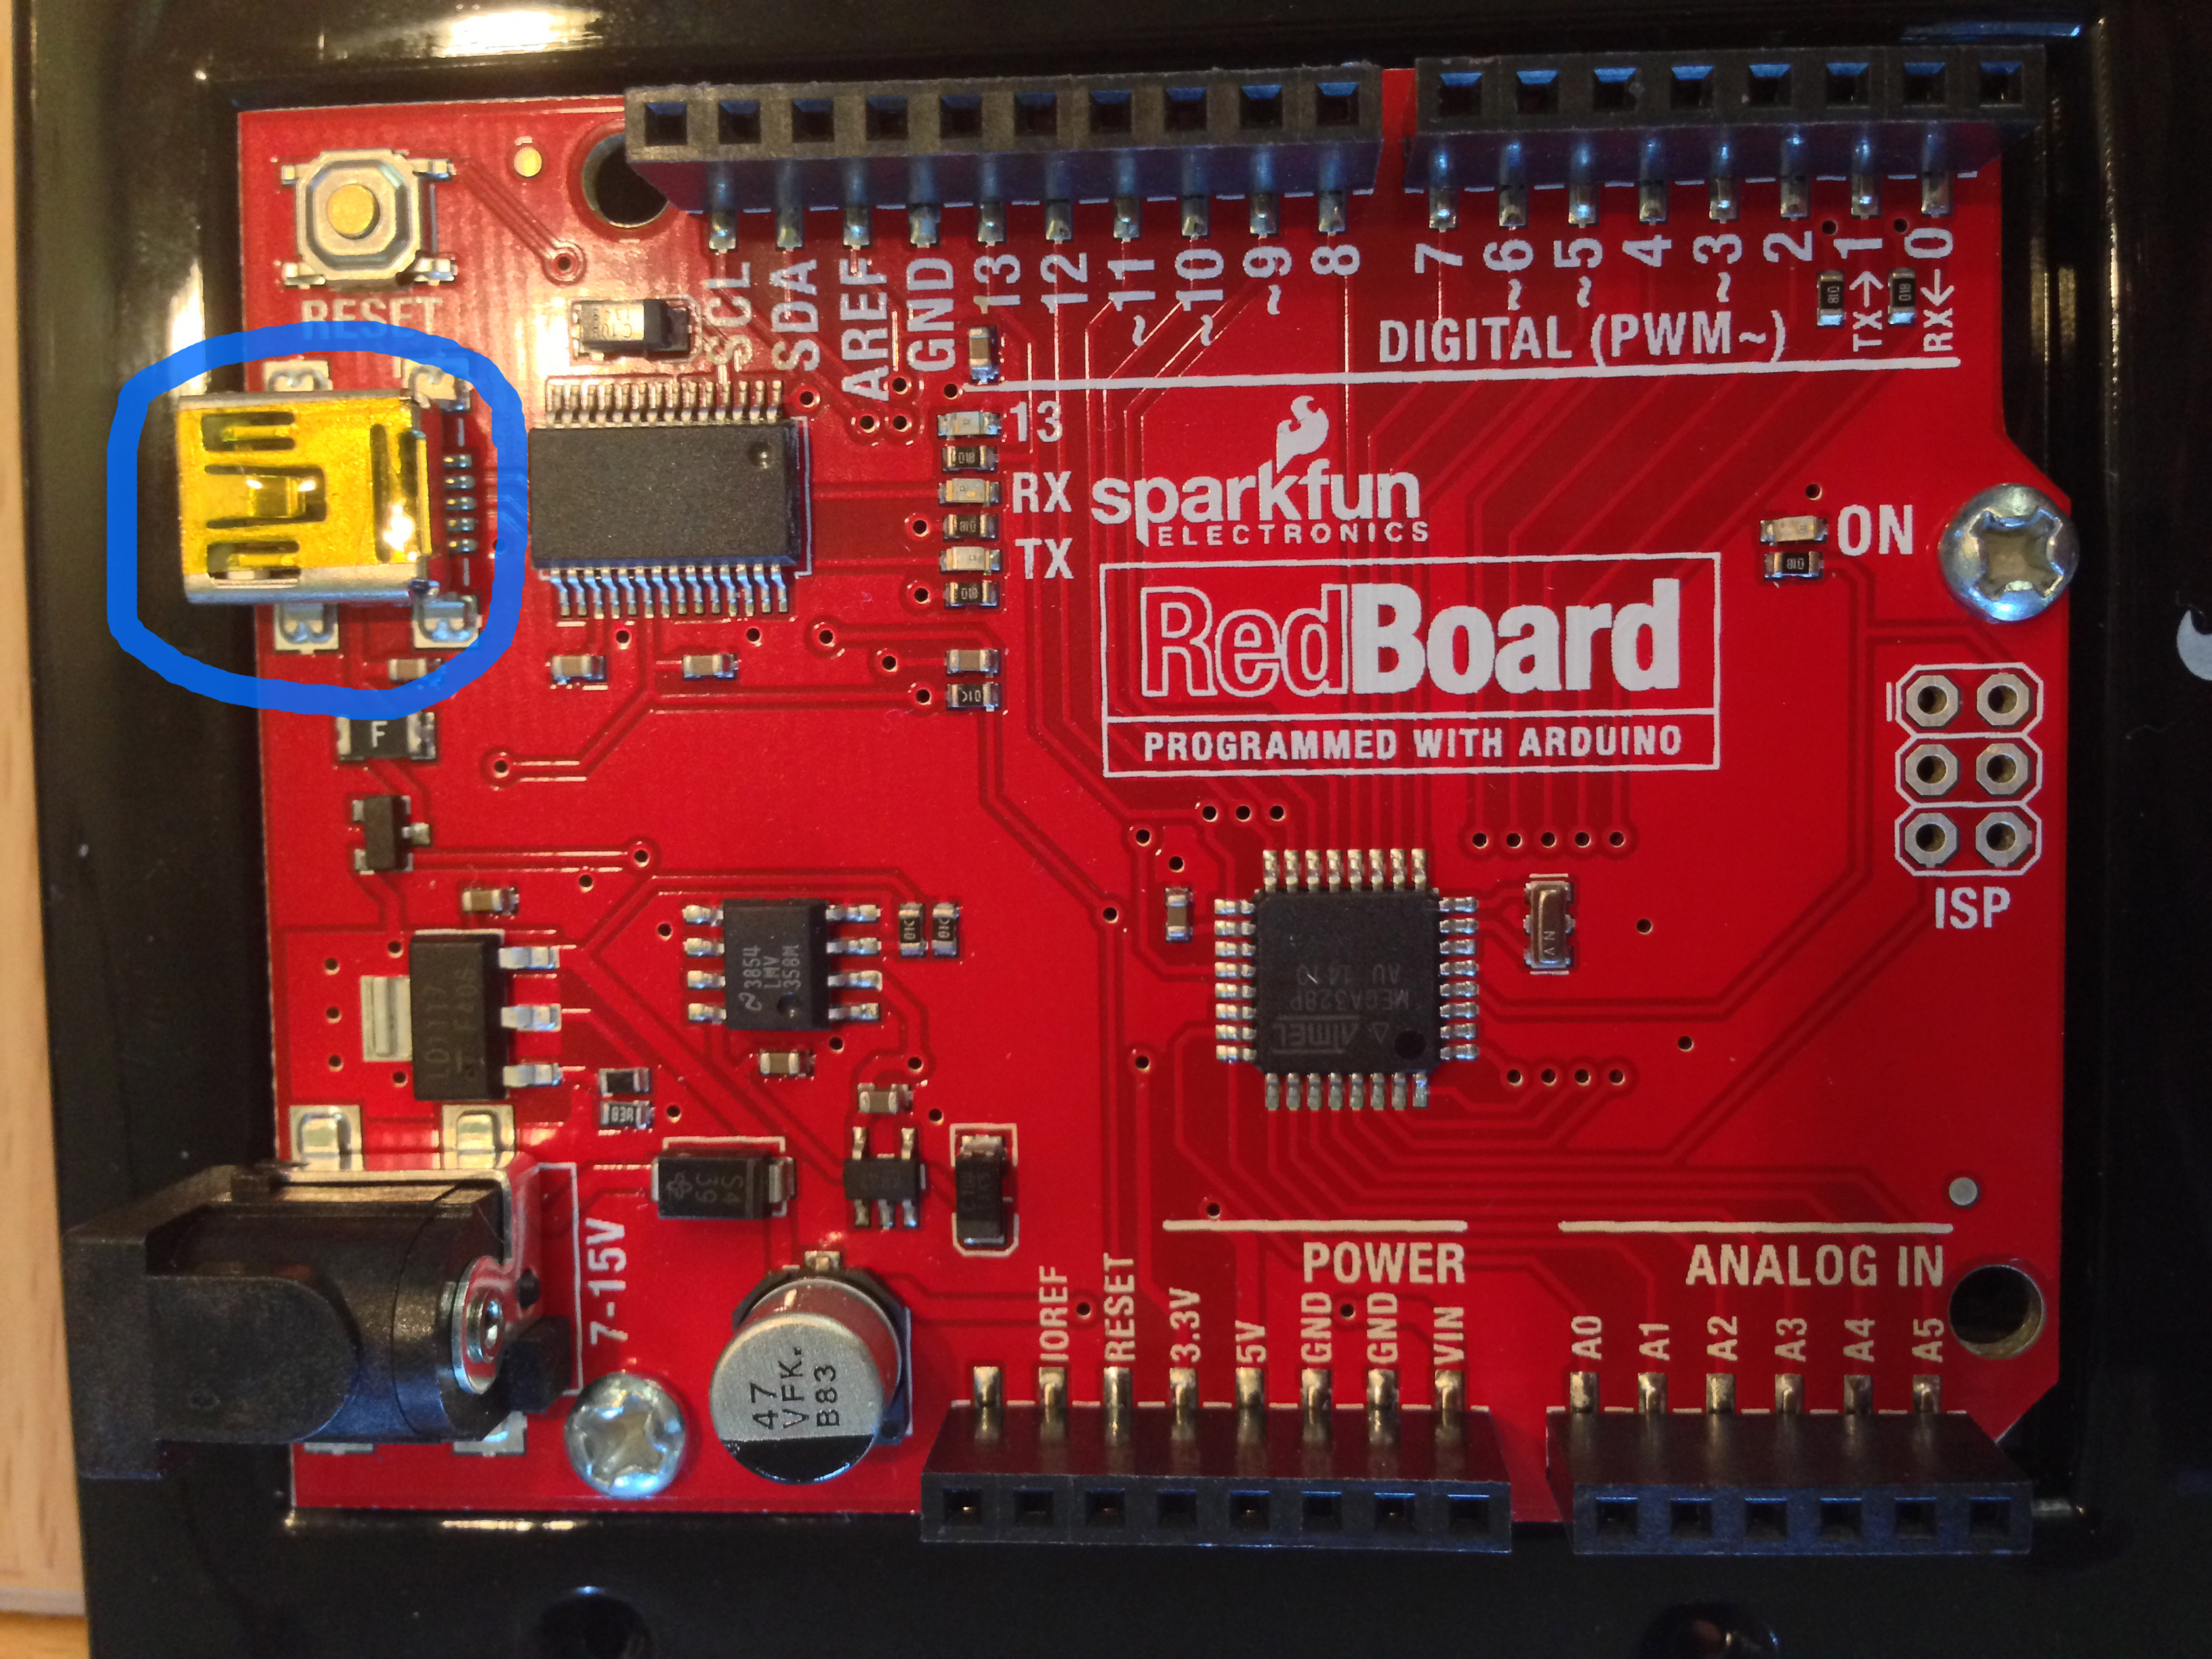 RESET
SCL
SDA
AREF
GND
13
12
~11
~10
~9
8
7
~6
~5
4
~3
2
TX→1
RX←0
DIGITAL (PWM~)
13
RX
TX
sparkfun
ELECTRONICS
ON
RedBoard
PROGRAMMED WITH ARDUINO
F
ISP
3854
LMV
358M
LD1117
ATMEL
MEGA328P
AU 1410
S4
39
7-15V
47
VFK.
B83
POWER
ANALOG IN
IOREF
RESET
3.3V
5V
GND
GND
VIN
A0
A1
A2
A3
A4
A5